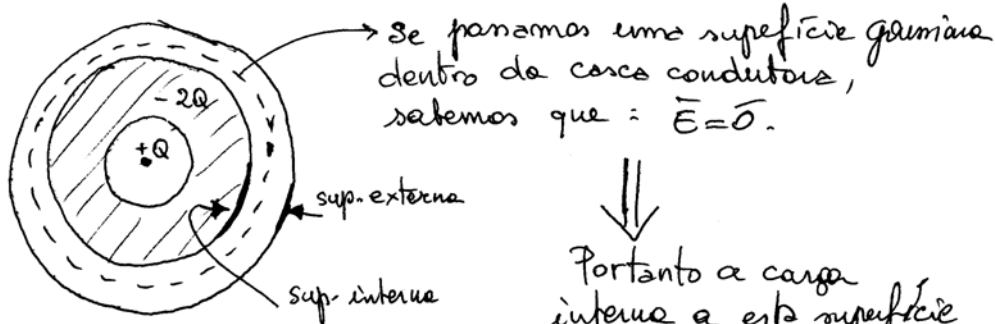 Se passamos uma supefície gaussiana
dentro da casca condutora,
sabemos que : E̅=0̅.
-2Q
+Q
sup. externa
sup. interna
Portanto a carga
interna a esta superfície